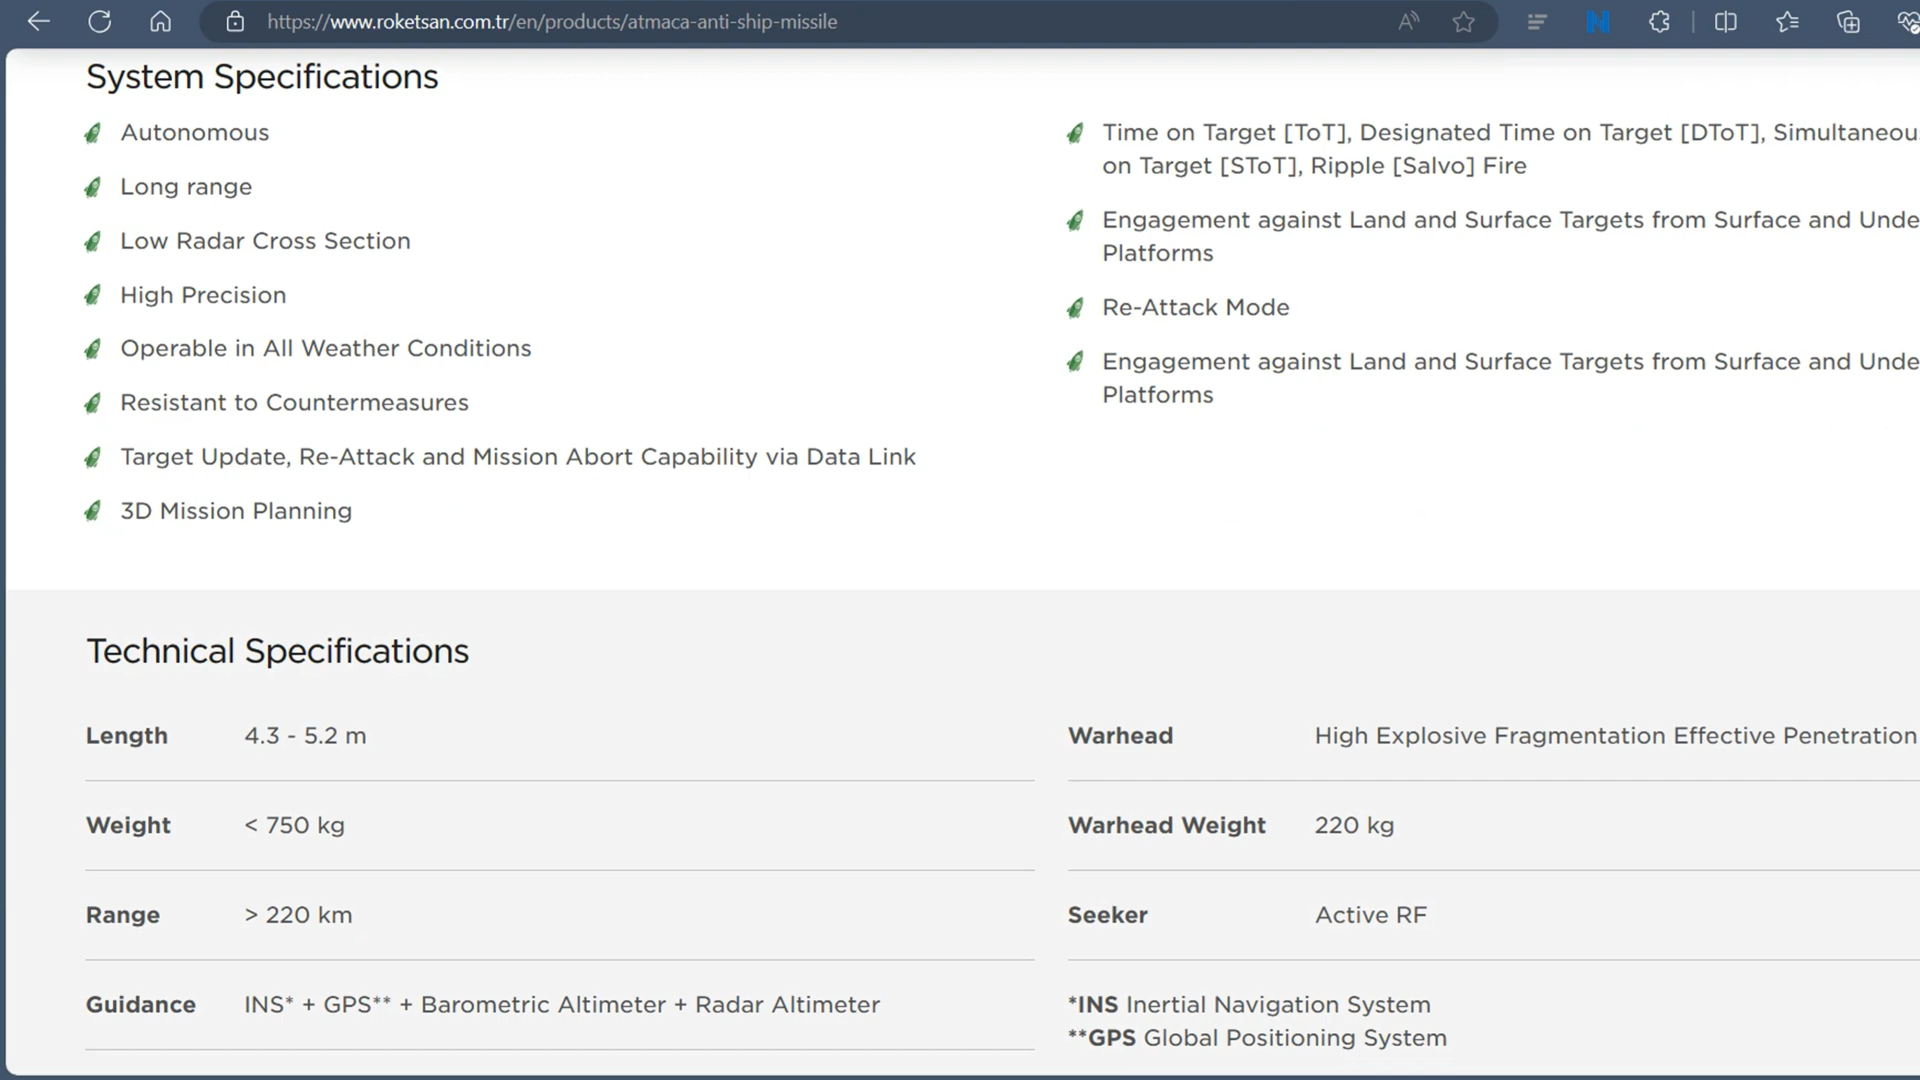 https://www.roketsan.com.tr/en/products/atmaca-anti-ship-missile
System Specifications
Autonomous
Long range
Low Radar Cross Section
High Precision
Operable in All Weather Conditions
Resistant to Countermeasures
Target Update, Re-Attack and Mission Abort Capability via Data Link
3D Mission Planning
Time on Target [ToT], Designated Time on Target [DToT], Simultaneou
on Target [SToT], Ripple [Salvo] Fire
Engagement against Land and Surface Targets from Surface and Unde
Platforms
Re-Attack Mode
Engagement against Land and Surface Targets from Surface and Unde
Platforms
Technical Specifications
Length 4.3 - 5.2 m
Weight < 750 kg
Range > 220 km
Guidance INS* + GPS** + Barometric Altimeter + Radar Altimeter
Warhead High Explosive Fragmentation Effective Penetration
Warhead Weight 220 kg
Seeker Active RF
*INS Inertial Navigation System
**GPS Global Positioning System